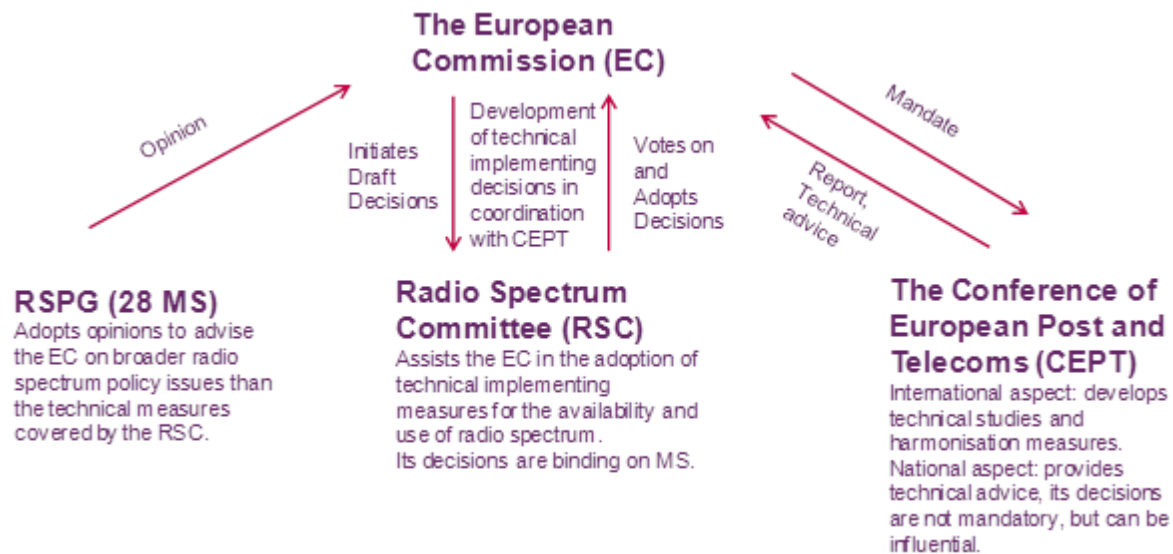 The European
Commission (EC)
Opinion
Initiates
Draft
Decisions
Development
of technical
implementing
decisions in
coordination
with CEPT
Votes on
and
Adopts
Decisions
Mandate
Report,
Technical
advice
RSPG (28 MS)
Adopts opinions to advise
the EC on broader radio
spectrum policy issues than
the technical measures
covered by the RSC.
Radio Spectrum
Committee (RSC)
Assists the EC in the adoption of
technical implementing
measures for the availability and
use of radio spectrum.
Its decisions are binding on MS.
The Conference of
European Post and
Telecoms (CEPT)
International aspect: develops
technical studies and
harmonisation measures.
National aspect: provides
technical advice, its decisions
are not mandatory, but can be
influential.